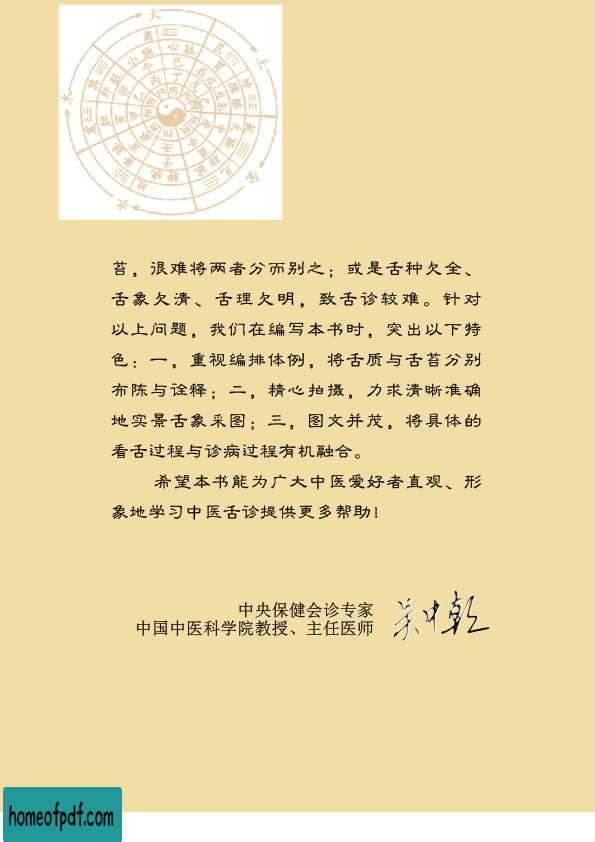 火
土
金
水
木
苔，很难将两者分而别之；或是舌种欠全、
舌象欠清、舌理欠明，致舌诊较难。针对
以上问题，我们在编写本书时，突出以下特
色：一，重视编排体例，将舌质与舌苔分别
布陈与诠释；二，精心拍摄，力求清晰准确
地实景舌象采图；三，图文并茂，将具体的
看舌过程与诊病过程有机融合。
希望本书能为广大中医爱好者直观、形
象地学习中医舌诊提供更多帮助！
中央保健会诊专家
中国中医科学院教授、主任医师
吴中朝
homeofpdf.com